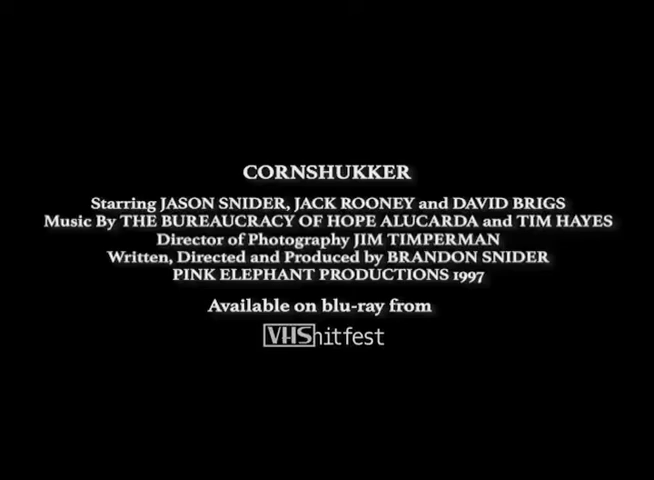 CORNSHUKKER
Starring JASON SNIDER, JACK ROONEY and DAVID BRIGS
Music By THE BUREAUCRACY OF HOPE ALUCARDA and TIM HAYES
Director of Photography JIM TIMPERMAN
Written, Directed and Produced by BRANDON SNIDER
PINK ELEPHANT PRODUCTIONS 1997
Available on blu-ray from
VHShitfest